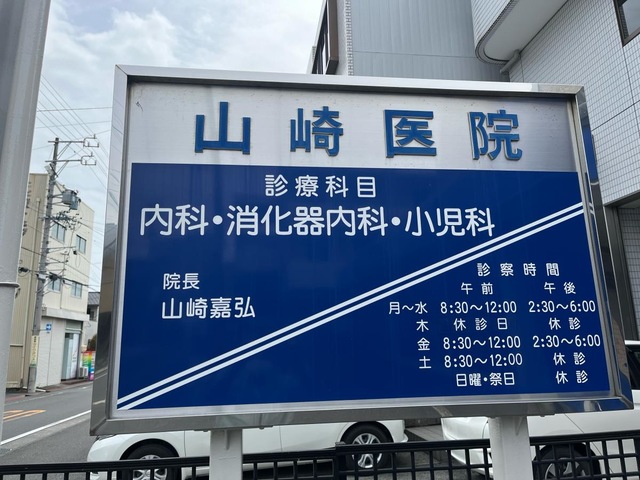 山崎医院
診療科目
内科・消化器内科・小児科
院長
山崎嘉弘
診察時間
午前 午後
月〜水 8:30〜12:00 2:30〜6:00
木 休診日 休診
金 8:30〜12:00 2:30〜6:00
土 8:30〜12:00 休診
日曜・祭日 休診